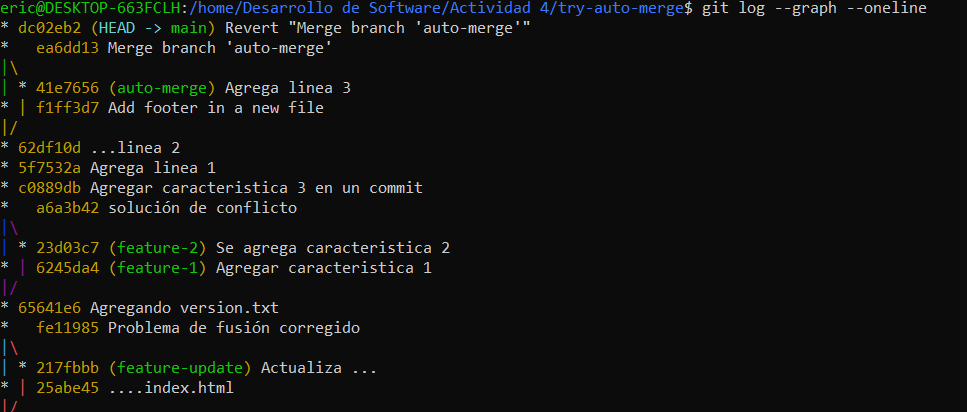 eric@DESKTOP-663FCLH:/home/Desarrollo de Software/Actividad 4/try-auto-merge$ git log --graph --oneline
* dc02eb2 (HEAD -> main) Revert "Merge branch 'auto-merge'"
*   ea6dd13 Merge branch 'auto-merge'
|\
| * 41e7656 (auto-merge) Agrega linea 3
* | f1ff3d7 Add footer in a new file
|/
* 62df10d ...linea 2
* 5f7532a Agrega linea 1
* c0889db Agregar caracteristica 3 en un commit
*   a6a3b42 solución de conflicto
|\
| * 23d03c7 (feature-2) Se agrega caracteristica 2
* | 6245da4 (feature-1) Agregar caracteristica 1
|/
* 65641e6 Agregando version.txt
*   fe11985 Problema de fusión corregido
|\
| * 217fbbb (feature-update) Actualiza ...
* | 25abe45 ....index.html
|/